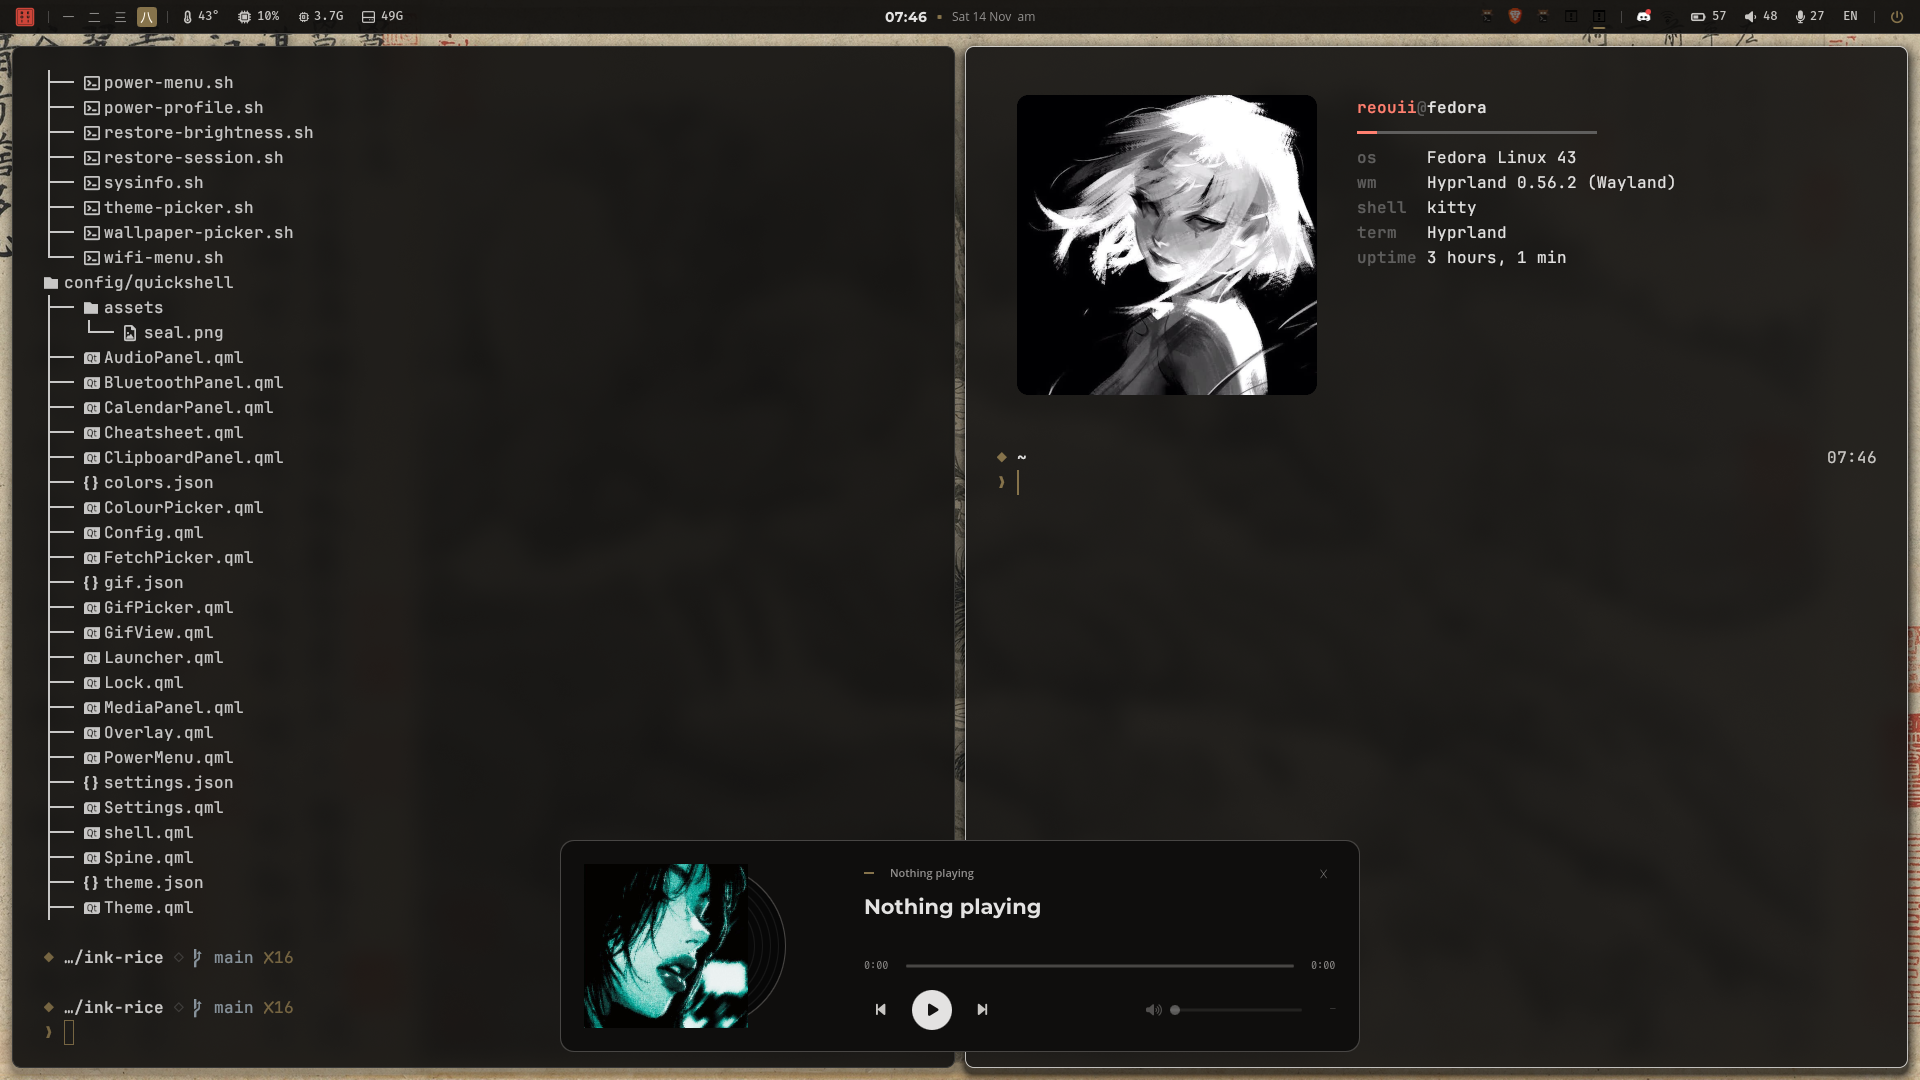 一 二 三 八 43° 10% 3.7G 49G
07:46 Sat 14 Nov am
57 48 27 EN
power-menu.sh
power-profile.sh
restore-brightness.sh
restore-session.sh
sysinfo.sh
theme-picker.sh
wallpaper-picker.sh
wifi-menu.sh
config/quickshell
assets
seal.png
AudioPanel.qml
BluetoothPanel.qml
CalendarPanel.qml
Cheatsheet.qml
ClipboardPanel.qml
{} colors.json
ColourPicker.qml
Config.qml
FetchPicker.qml
{} gif.json
GifPicker.qml
GifView.qml
Launcher.qml
Lock.qml
MediaPanel.qml
Overlay.qml
PowerMenu.qml
{} settings.json
Settings.qml
shell.qml
Spine.qml
{} theme.json
Theme.qml
…/ink-rice main X16
…/ink-rice main X16
reouii@fedora
os Fedora Linux 43
wm Hyprland 0.56.2 (Wayland)
shell kitty
term Hyprland
uptime 3 hours, 1 min
~ 07:46
Nothing playing X
Nothing playing
0:00 0:00